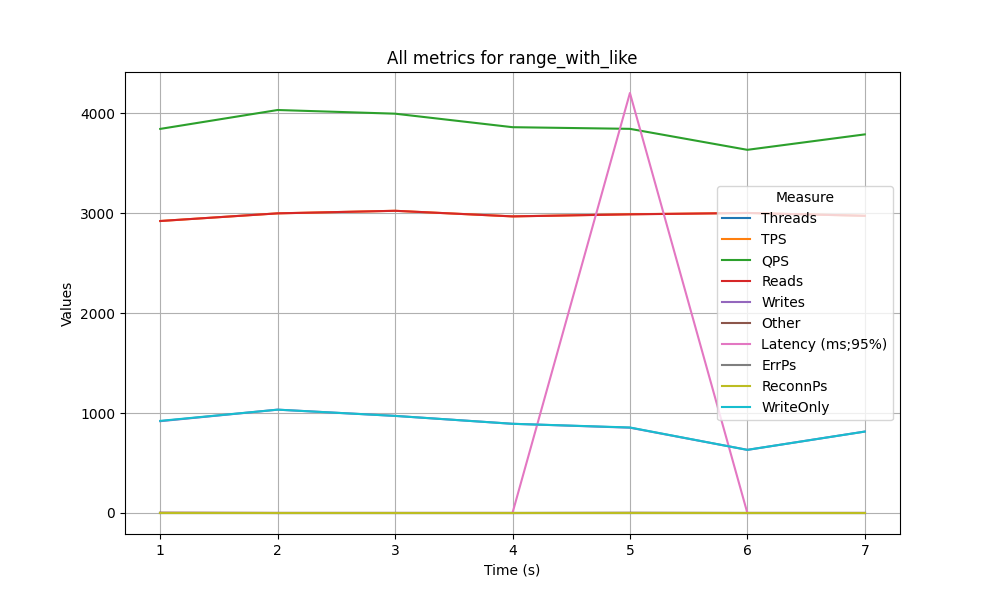 All metrics for range_with_like
Values
4000
3000
2000
1000
0
Measure
Threads
TPS
QPS
Reads
Writes
Other
Latency (ms;95%)
ErrPs
ReconnPs
WriteOnly
1 2 3 4 5 6 7
Time (s)